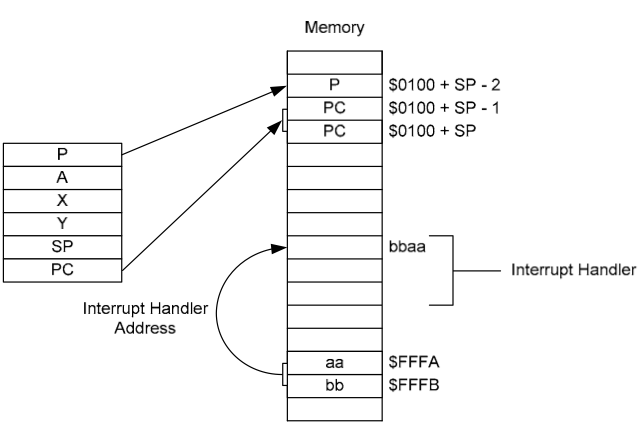 Memory
P $0100 + SP - 2
PC $0100 + SP - 1
PC $0100 + SP
P
A
X
Y
SP
PC
bbaa
Interrupt Handler
Interrupt Handler
Address
aa $FFFA
bb $FFFB